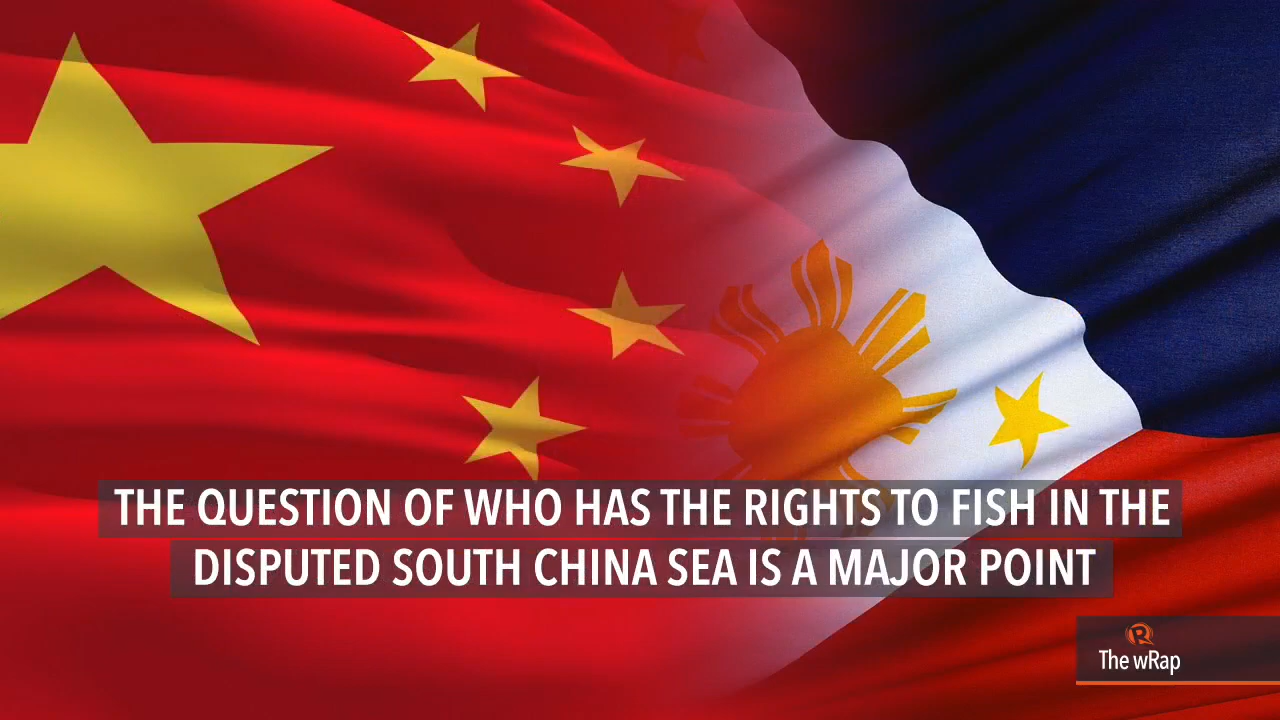 THE QUESTION OF WHO HAS THE RIGHTS TO FISH IN THE
DISPUTED SOUTH CHINA SEA IS A MAJOR POINT
R
The wRap